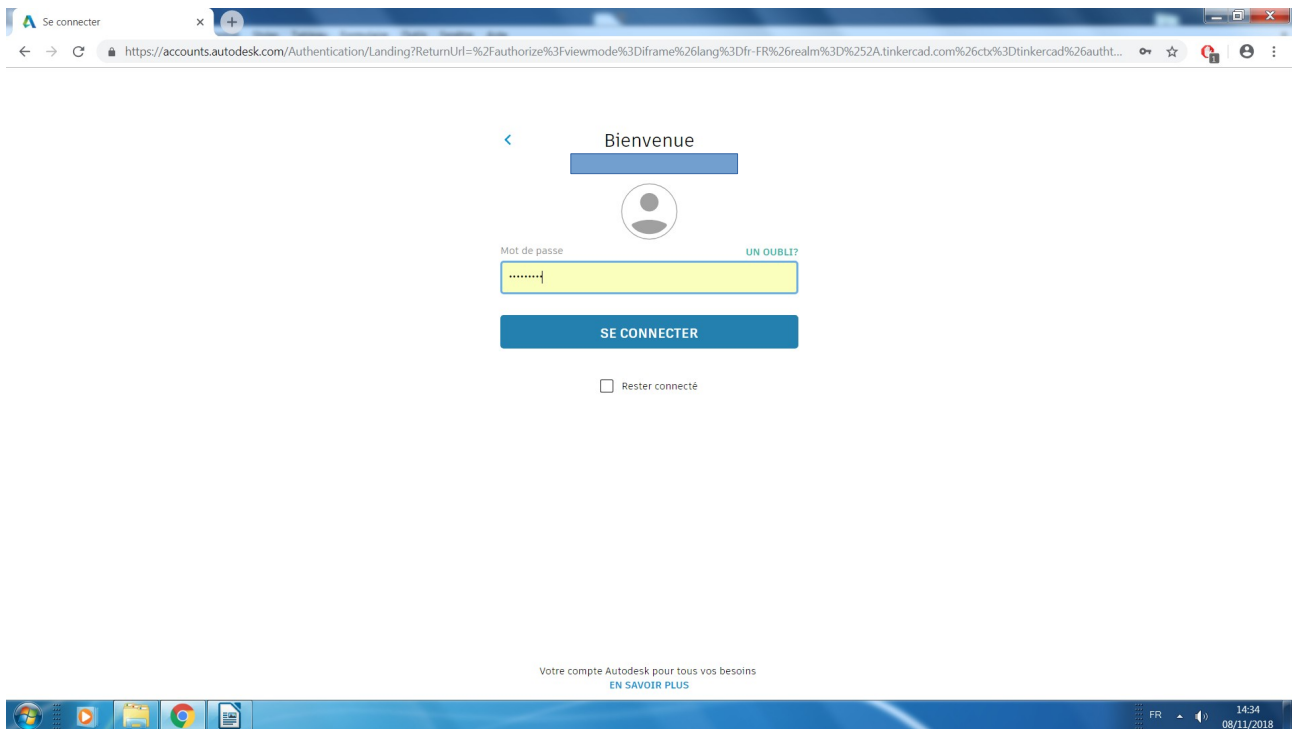 Se connecter
https://accounts.autodesk.com/Authentication/Landing?ReturnUrl=%2Fauthorize%3Fviewmode%3Diframe%26lang%3Dfr-FR%26realm%3D%252A.tinkercad.com%26ctx%3Dtinkercad%26autht...
1
Bienvenue
Mot de passe
UN OUBLI?
SE CONNECTER
Rester connecté
Votre compte Autodesk pour tous vos besoins
EN SAVOIR PLUS
FR
14:34
08/11/2018